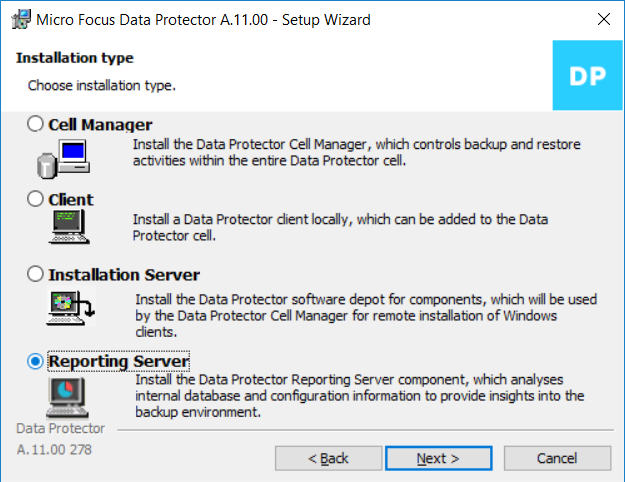 Micro Focus Data Protector A.11.00 - Setup Wizard
Installation type
Choose installation type.
DP
Cell Manager
Install the Data Protector Cell Manager, which controls backup and restore
activities within the entire Data Protector cell.
Client
Install a Data Protector client locally, which can be added to the Data
Protector cell.
Installation Server
Install the Data Protector software depot for components, which will be used
by the Data Protector Cell Manager for remote installation of Windows
clients.
Reporting Server
Install the Data Protector Reporting Server component, which analyses
internal database and configuration information to provide insights into the
backup environment.
Data Protector
A.11.00 278
< Back
Next >
Cancel